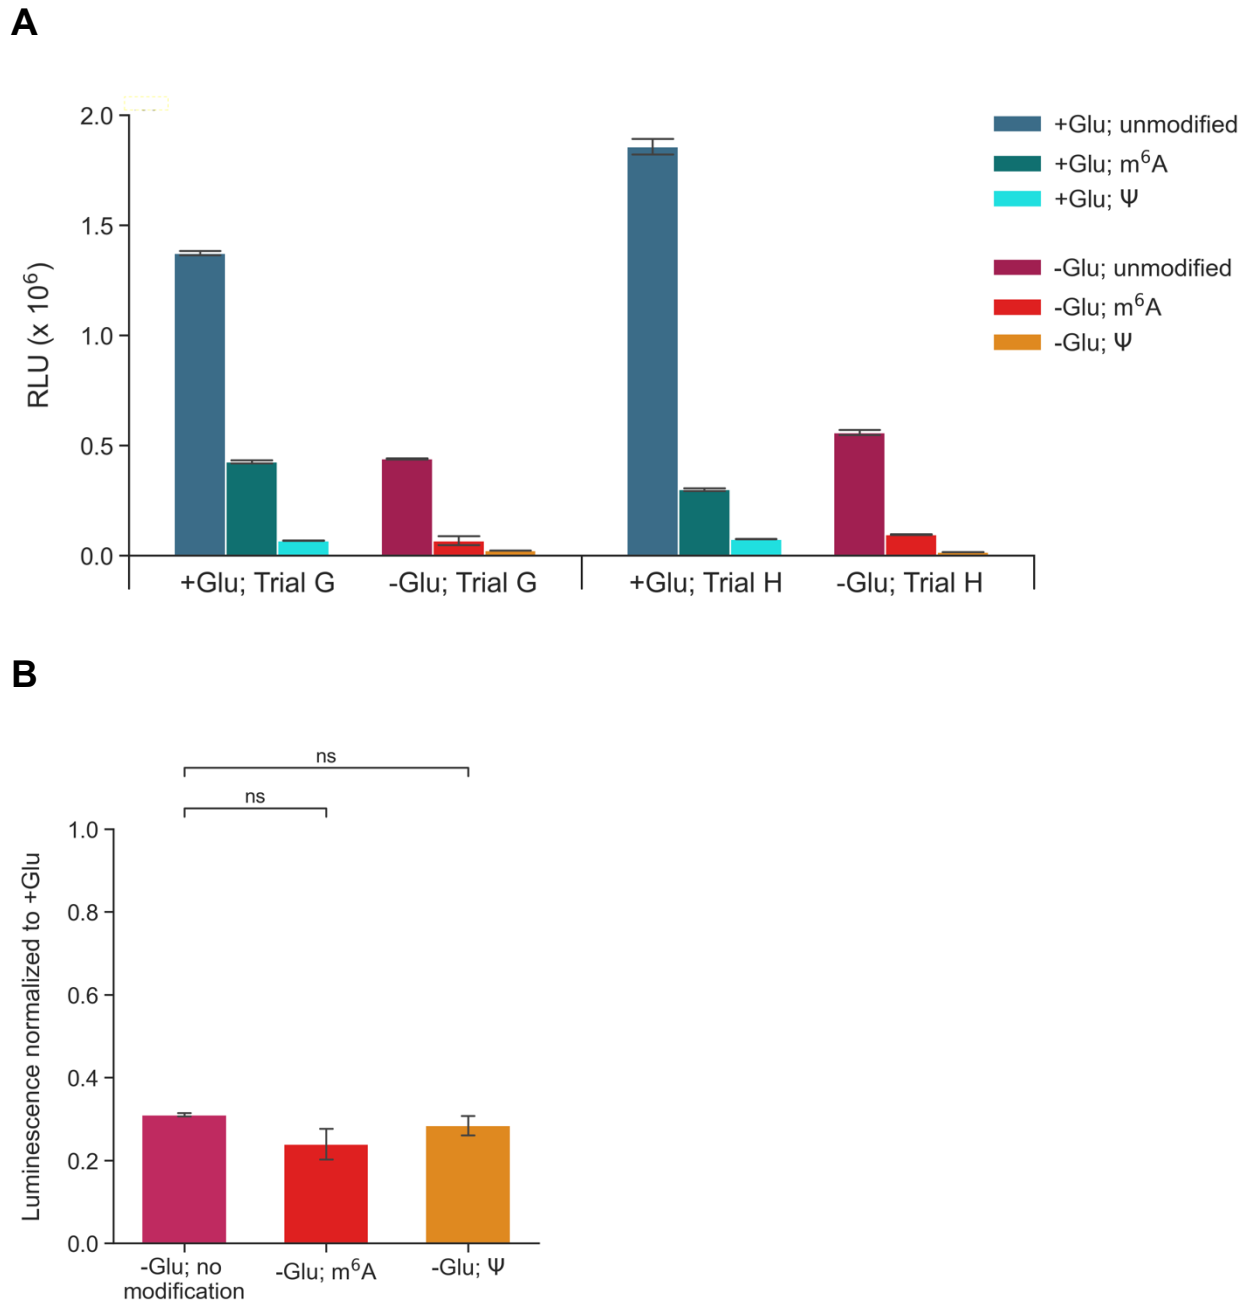 A
2.0
1.5
1.0
0.5
0.0
RLU (x 10⁶)
+Glu; Trial G
-Glu; Trial G
+Glu; Trial H
-Glu; Trial H
+Glu; unmodified
+Glu; m⁶A
+Glu; Ψ
-Glu; unmodified
-Glu; m⁶A
-Glu; Ψ
B
ns
ns
1.0
0.8
0.6
0.4
0.2
0.0
Luminescence normalized to +Glu
-Glu; no
modification
-Glu; m⁶A
-Glu; Ψ